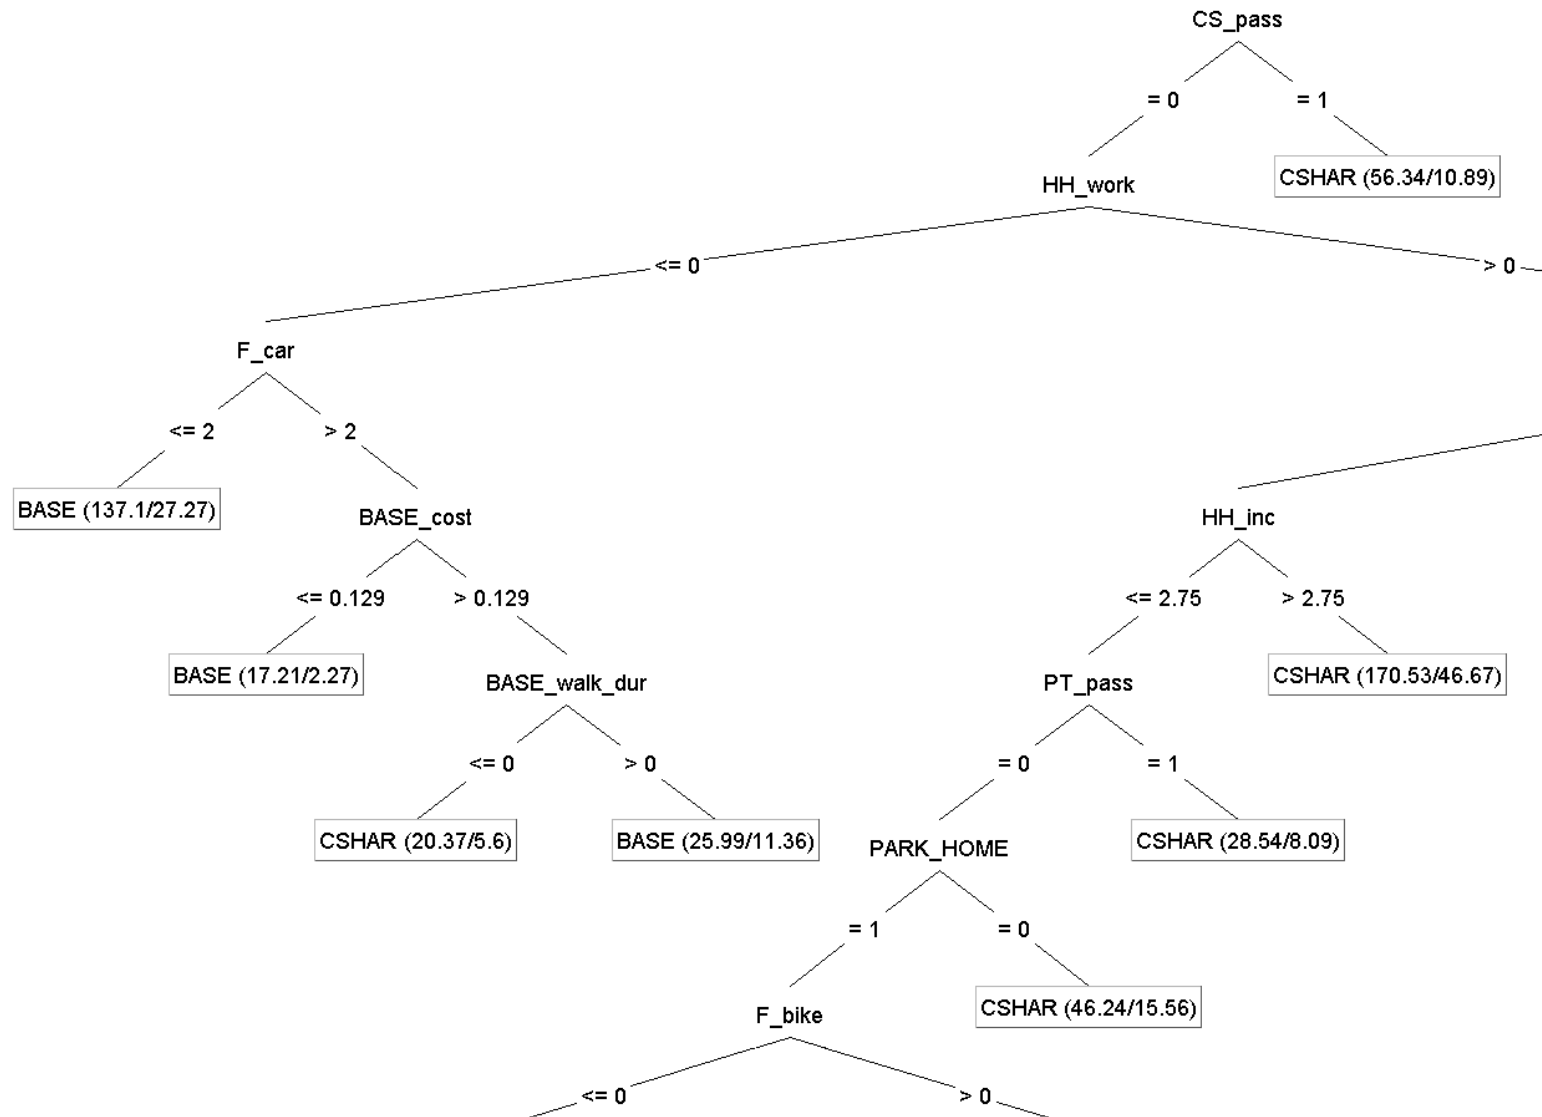 CS_pass
= 0
= 1
HH_work
CSHAR (56.34/10.89)
<= 0
> 0
F_car
<= 2
> 2
BASE (137.1/27.27)
BASE_cost
HH_inc
<= 0.129
> 0.129
<= 2.75
> 2.75
BASE (17.21/2.27)
BASE_walk_dur
PT_pass
CSHAR (170.53/46.67)
<= 0
> 0
= 0
= 1
CSHAR (20.37/5.6)
BASE (25.99/11.36)
PARK_HOME
CSHAR (28.54/8.09)
= 1
= 0
F_bike
CSHAR (46.24/15.56)
<= 0
> 0